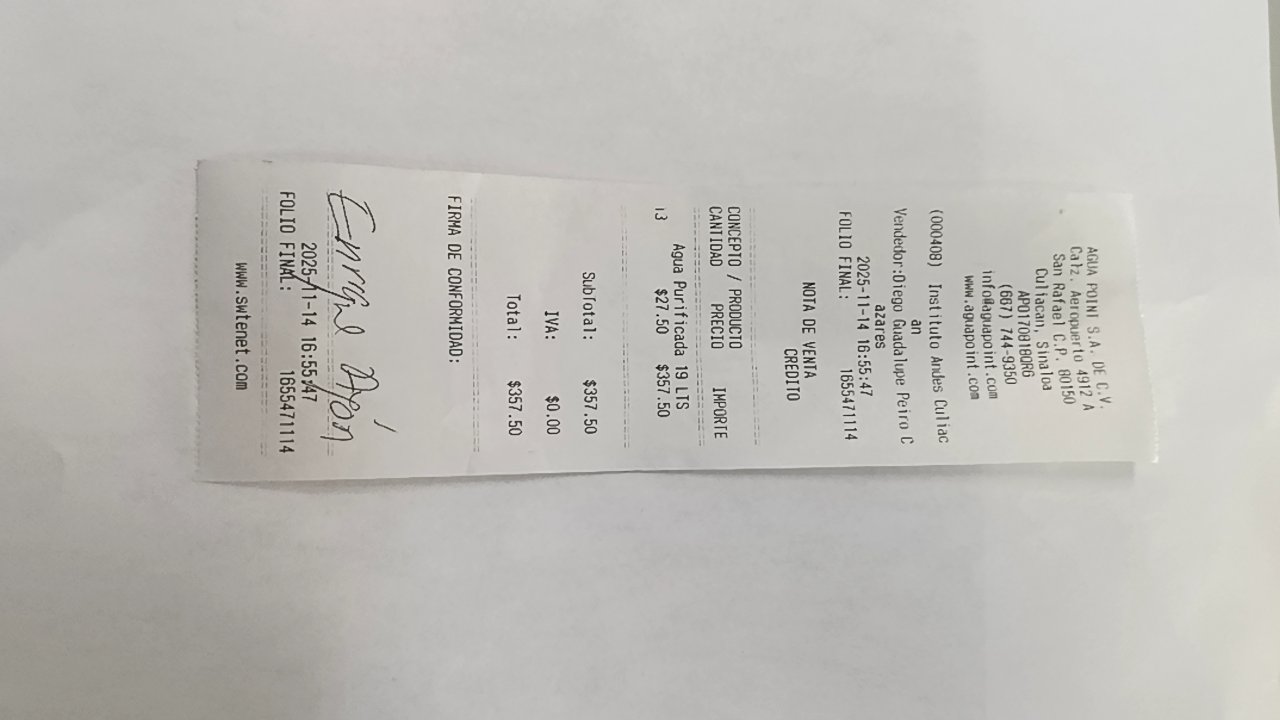 AGUA POINT S.A. DE C.V.
Calz. Aeropuerto 4912 A
San Rafael C.P. 80150
Culiacan, Sinaloa
APO170818QR6
(667) 744-9350
info@aguapoint.com
www.aguapoint.com
(000408) Instituto Andes Culiac
an
Vendedor:Diego Guadalupe Peiro C
azares
2025-11-14 16:55:47
FOLIO FINAL: 1655471114
NOTA DE VENTA
CREDITO
CONCEPTO / PRODUCTO
CANTIDAD PRECIO IMPORTE
Agua Purificada 19 LTS
13 $27.50 $357.50
SubTotal: $357.50
IVA: $0.00
Total: $357.50
FIRMA DE CONFORMIDAD:
2025-11-14 16:55:47
FOLIO FINAL: 1655471114
www.swtenet.com